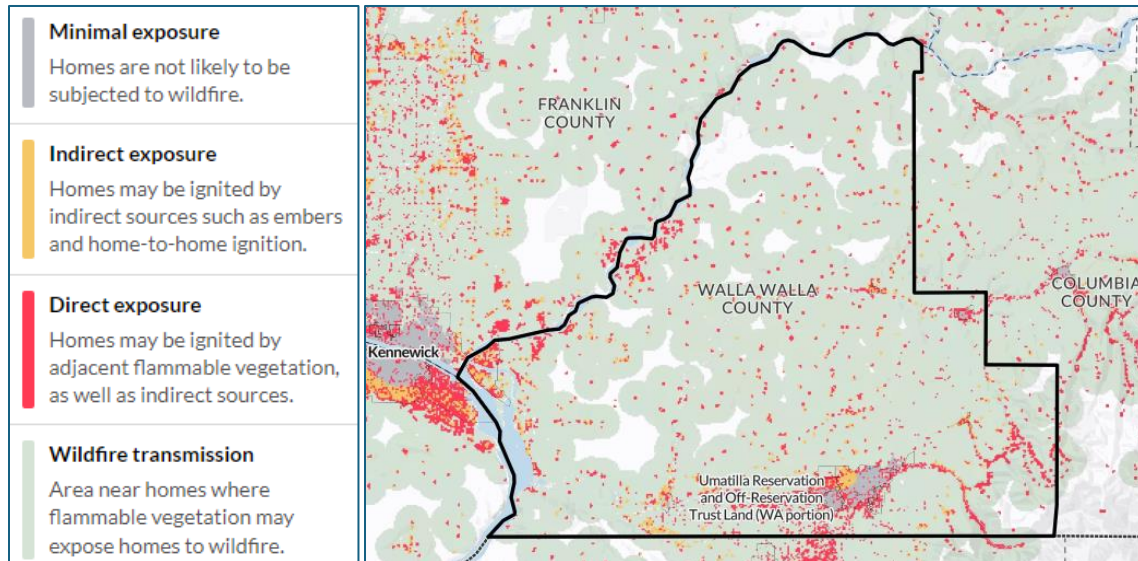 Minimal exposure
Homes are not likely to be
subjected to wildfire.
Indirect exposure
Homes may be ignited by
indirect sources such as embers
and home-to-home ignition.
Direct exposure
Homes may be ignited by
adjacent flammable vegetation,
as well as indirect sources.
Wildfire transmission
Area near homes where
flammable vegetation may
expose homes to wildfire.
FRANKLIN
COUNTY
WALLA WALLA
COUNTY
COLUMBIA
COUNTY
Kennewick
Umatilla Reservation
and Off-Reservation
Trust Land (WA portion)